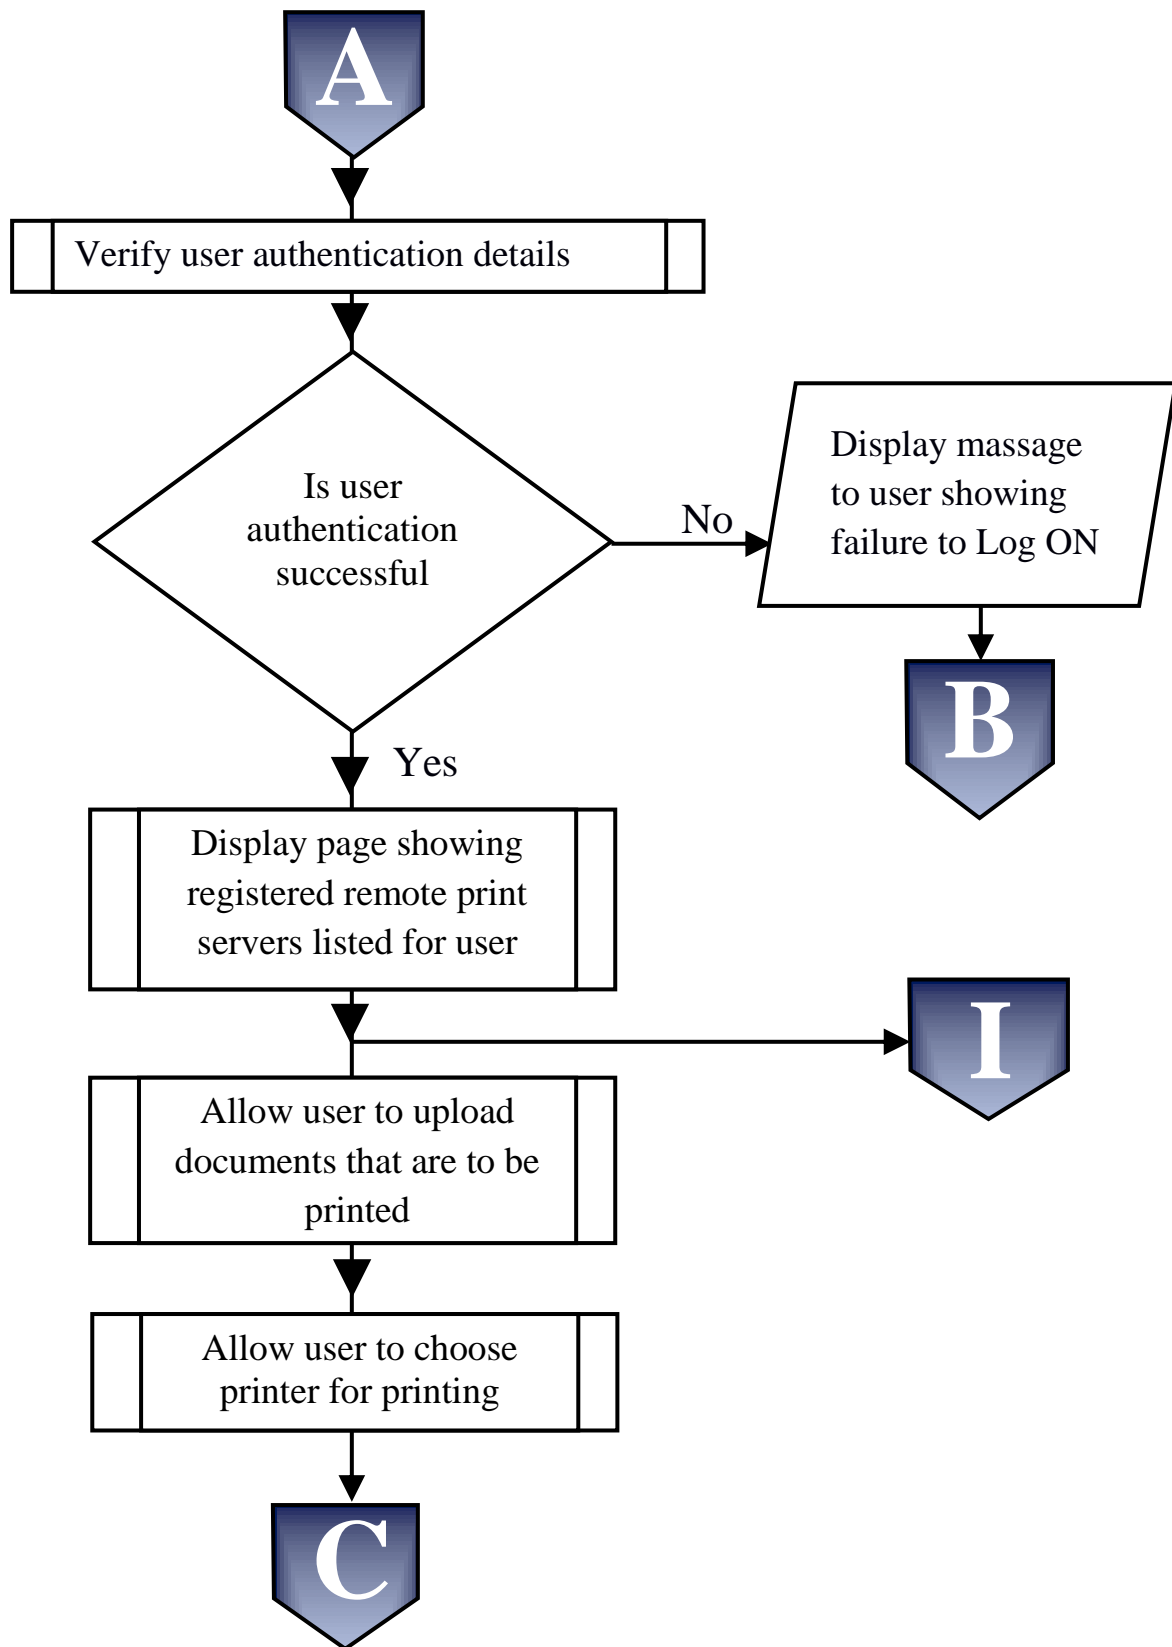 A
Verify user authentication details
Is user
authentication
successful
No
Display massage
to user showing
failure to Log ON
B
Yes
Display page showing
registered remote print
servers listed for user
I
Allow user to upload
documents that are to be
printed
Allow user to choose
printer for printing
C